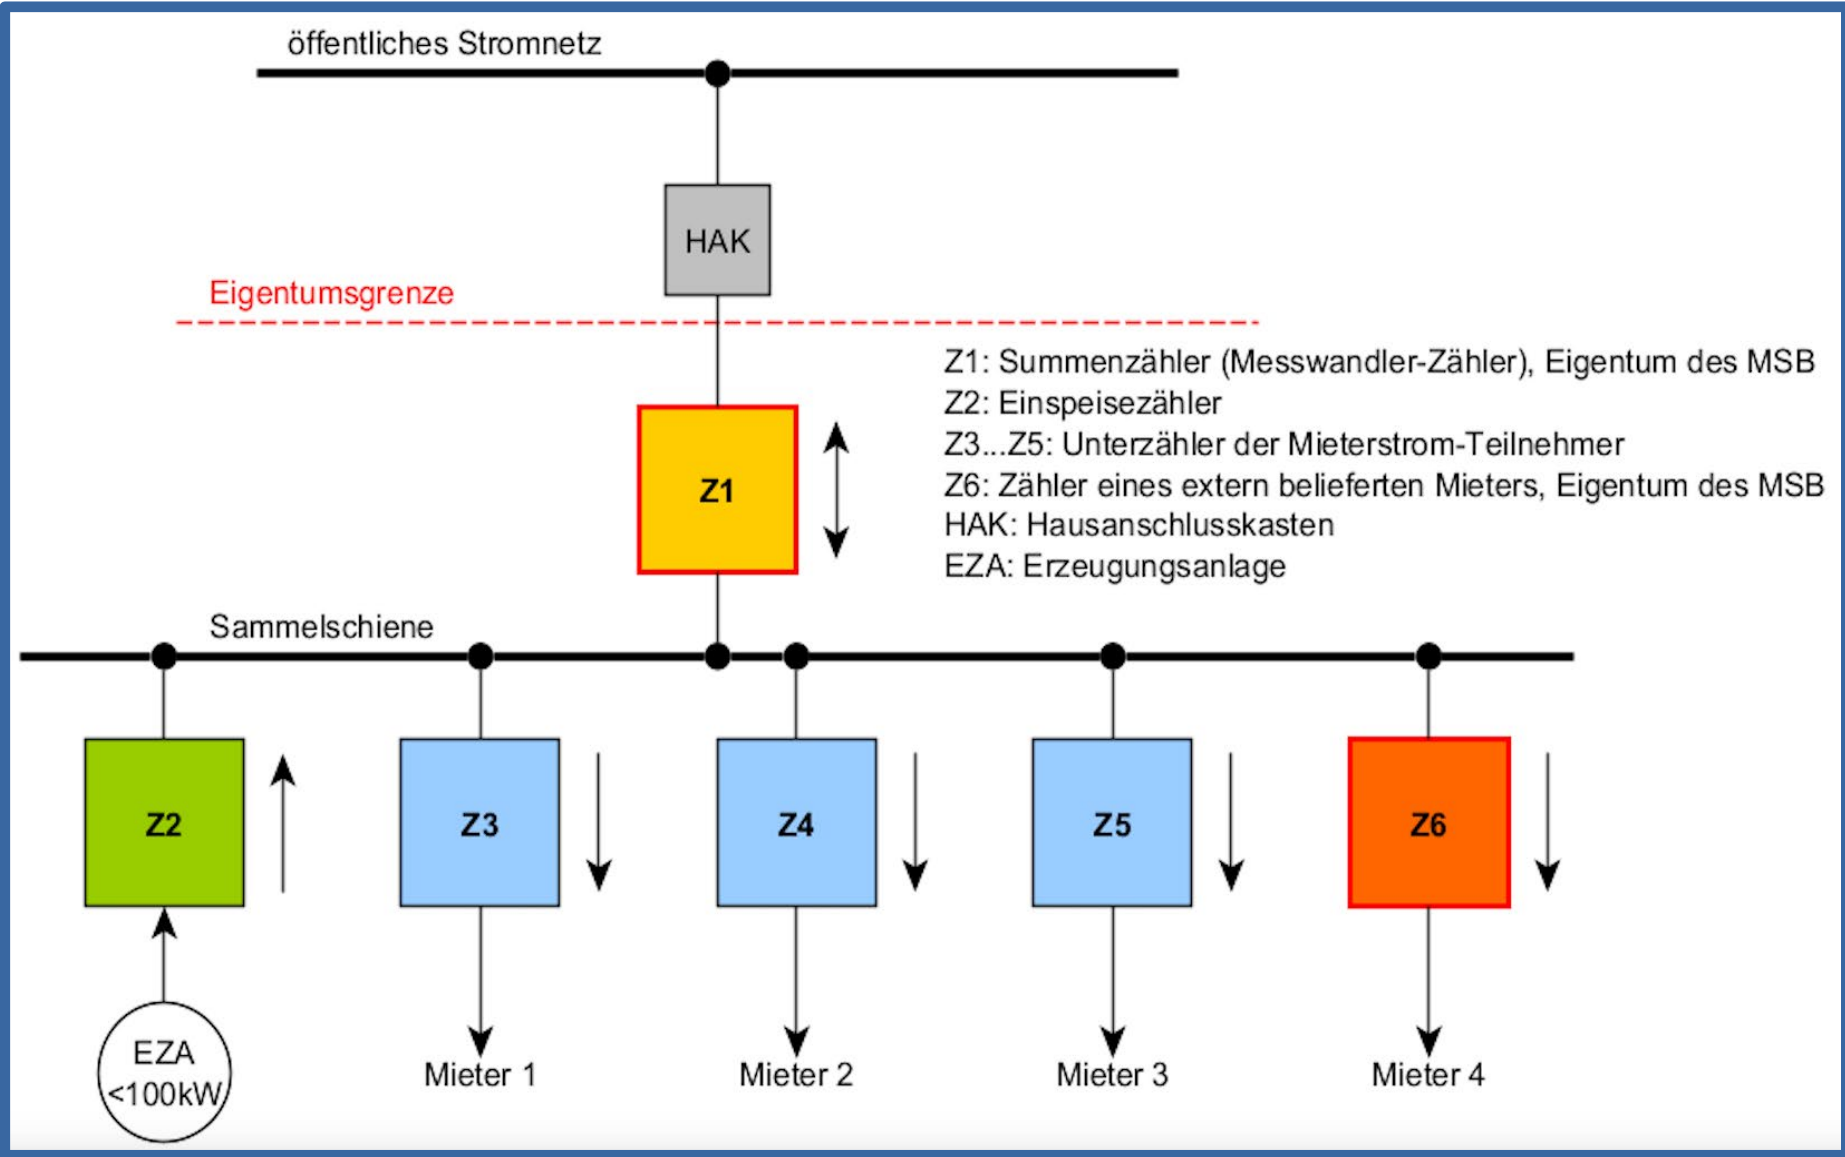 öffentliches Stromnetz
HAK
Eigentumsgrenze
Z1: Summenzähler (Messwandler-Zähler), Eigentum des MSB
Z2: Einspeisezähler
Z3...Z5: Unterzähler der Mieterstrom-Teilnehmer
Z6: Zähler eines extern belieferten Mieters, Eigentum des MSB
HAK: Hausanschlusskasten
EZA: Erzeugungsanlage
Z1
Sammelschiene
Z2
Z3
Z4
Z5
Z6
EZA
<100kW
Mieter 1
Mieter 2
Mieter 3
Mieter 4